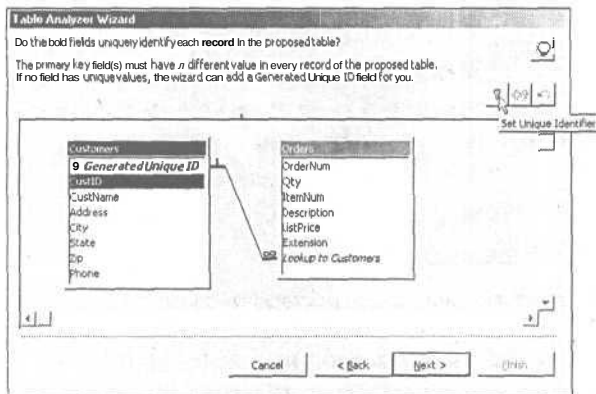 Table Analyzer Wizard
Do the bold fields uniquely identify each record in the proposed table?
The primary key field(s) must have n different value in every record of the proposed table.
If no field has unique values, the wizard can add a Generated Unique ID field for you.
Set Unique Identifier
Customers
9 Generated Unique ID
CustID
CustName
Address
City
State
Zip
Phone
1
∞
Orders
OrderNum
Qty
ItemNum
Description
ListPrice
Extension
Lookup to Customers
Cancel
< Back
Next >
Finish